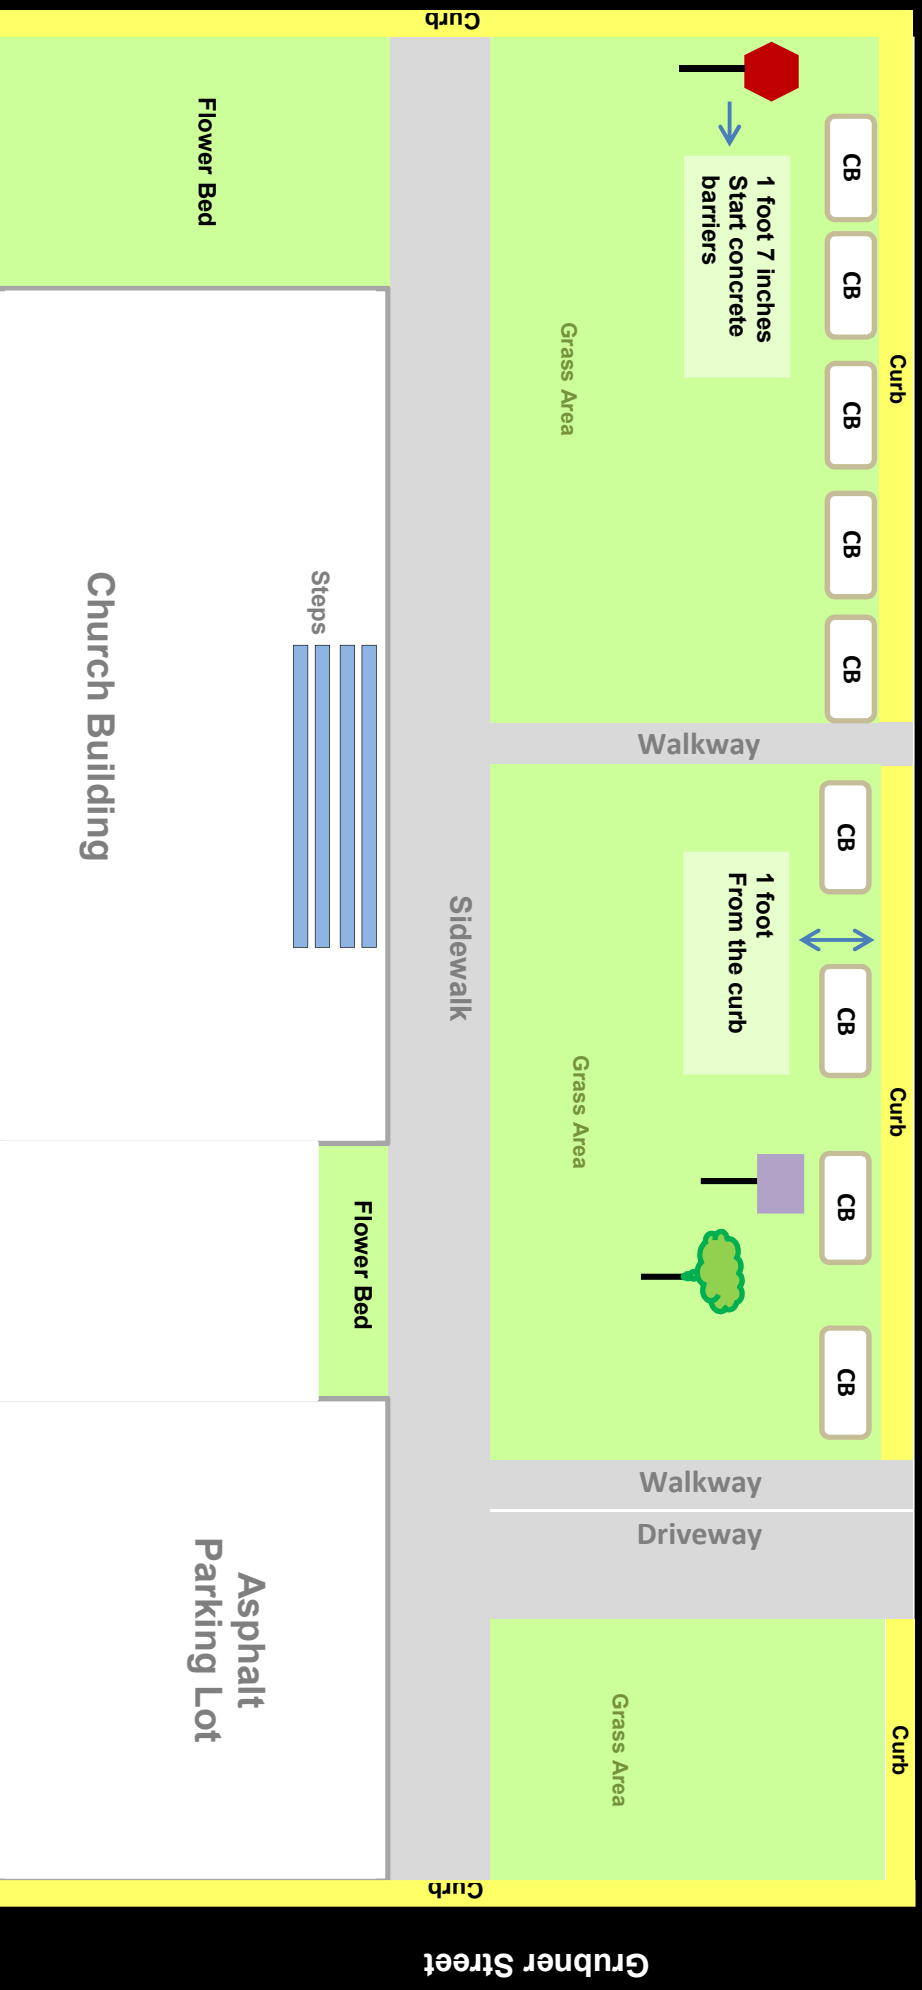 Curb
Flower Bed
1 foot 7 inches
Start concrete
barriers
CB
CB
CB
CB
CB
Curb
Grass Area
Church Building
Steps
Walkway
Sidewalk
CB
1 foot
From the curb
CB
Grass Area
Curb
CB
CB
Flower Bed
Walkway
Driveway
Asphalt
Parking Lot
Grass Area
Curb
Curb
Grubner Street